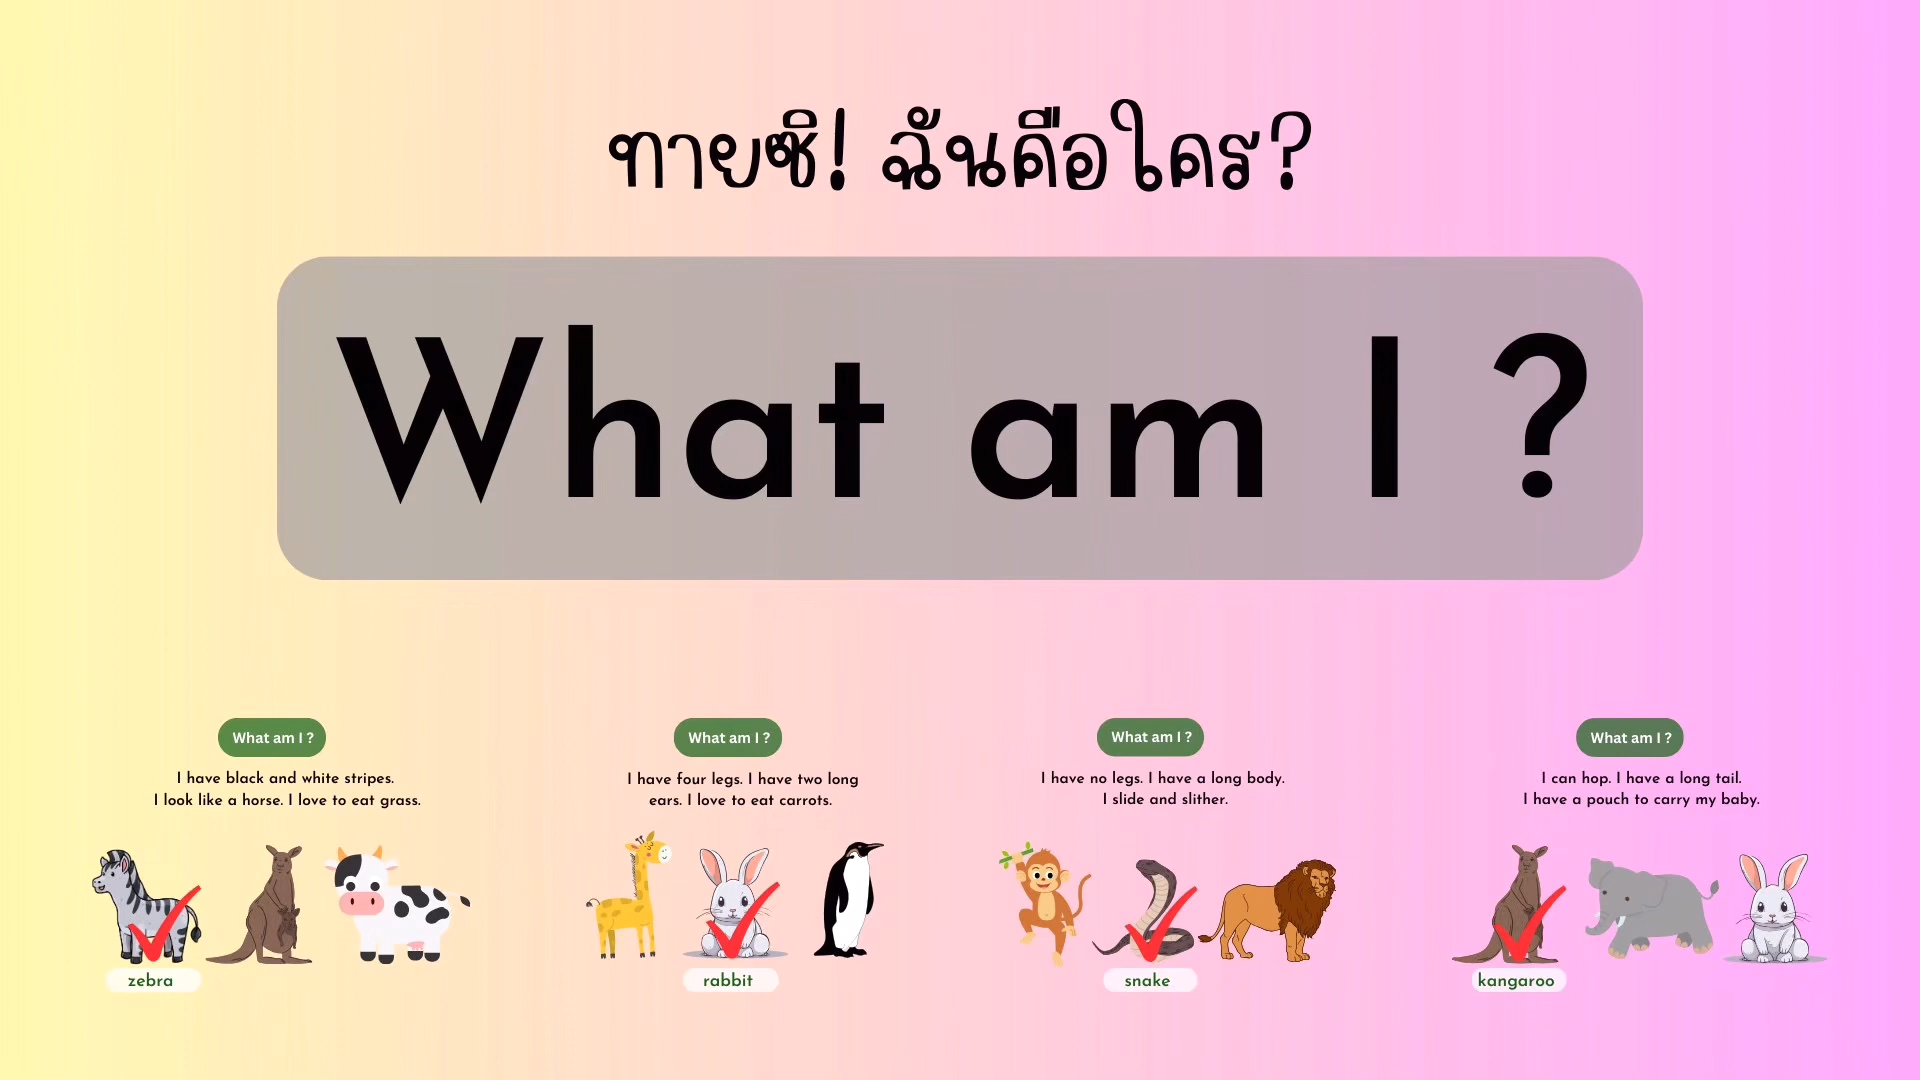 ทายซิ! ฉันคือใคร?
What am I ?
What am I ?
I have black and white stripes.
I look like a horse. I love to eat grass.
zebra
What am I ?
I have four legs. I have two long
ears. I love to eat carrots.
rabbit
What am I ?
I have no legs. I have a long body.
I slide and slither.
snake
What am I ?
I can hop. I have a long tail.
I have a pouch to carry my baby.
kangaroo